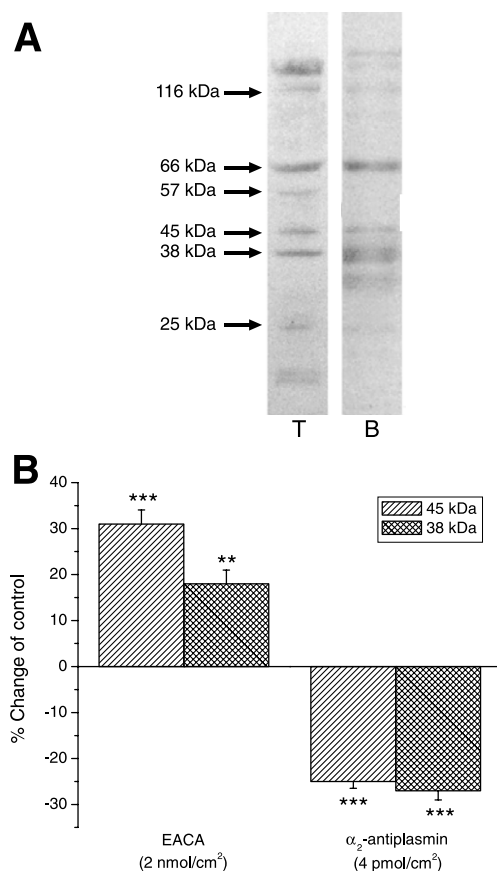 A
116 kDa
66 kDa
57 kDa
45 kDa
38 kDa
25 kDa
T B
B
40
30
20
10
0
-10
-20
-30
% Change of control
***
**
45 kDa
38 kDa
***
***
EACA
(2 nmol/cm²)
α₂-antiplasmin
(4 pmol/cm²)